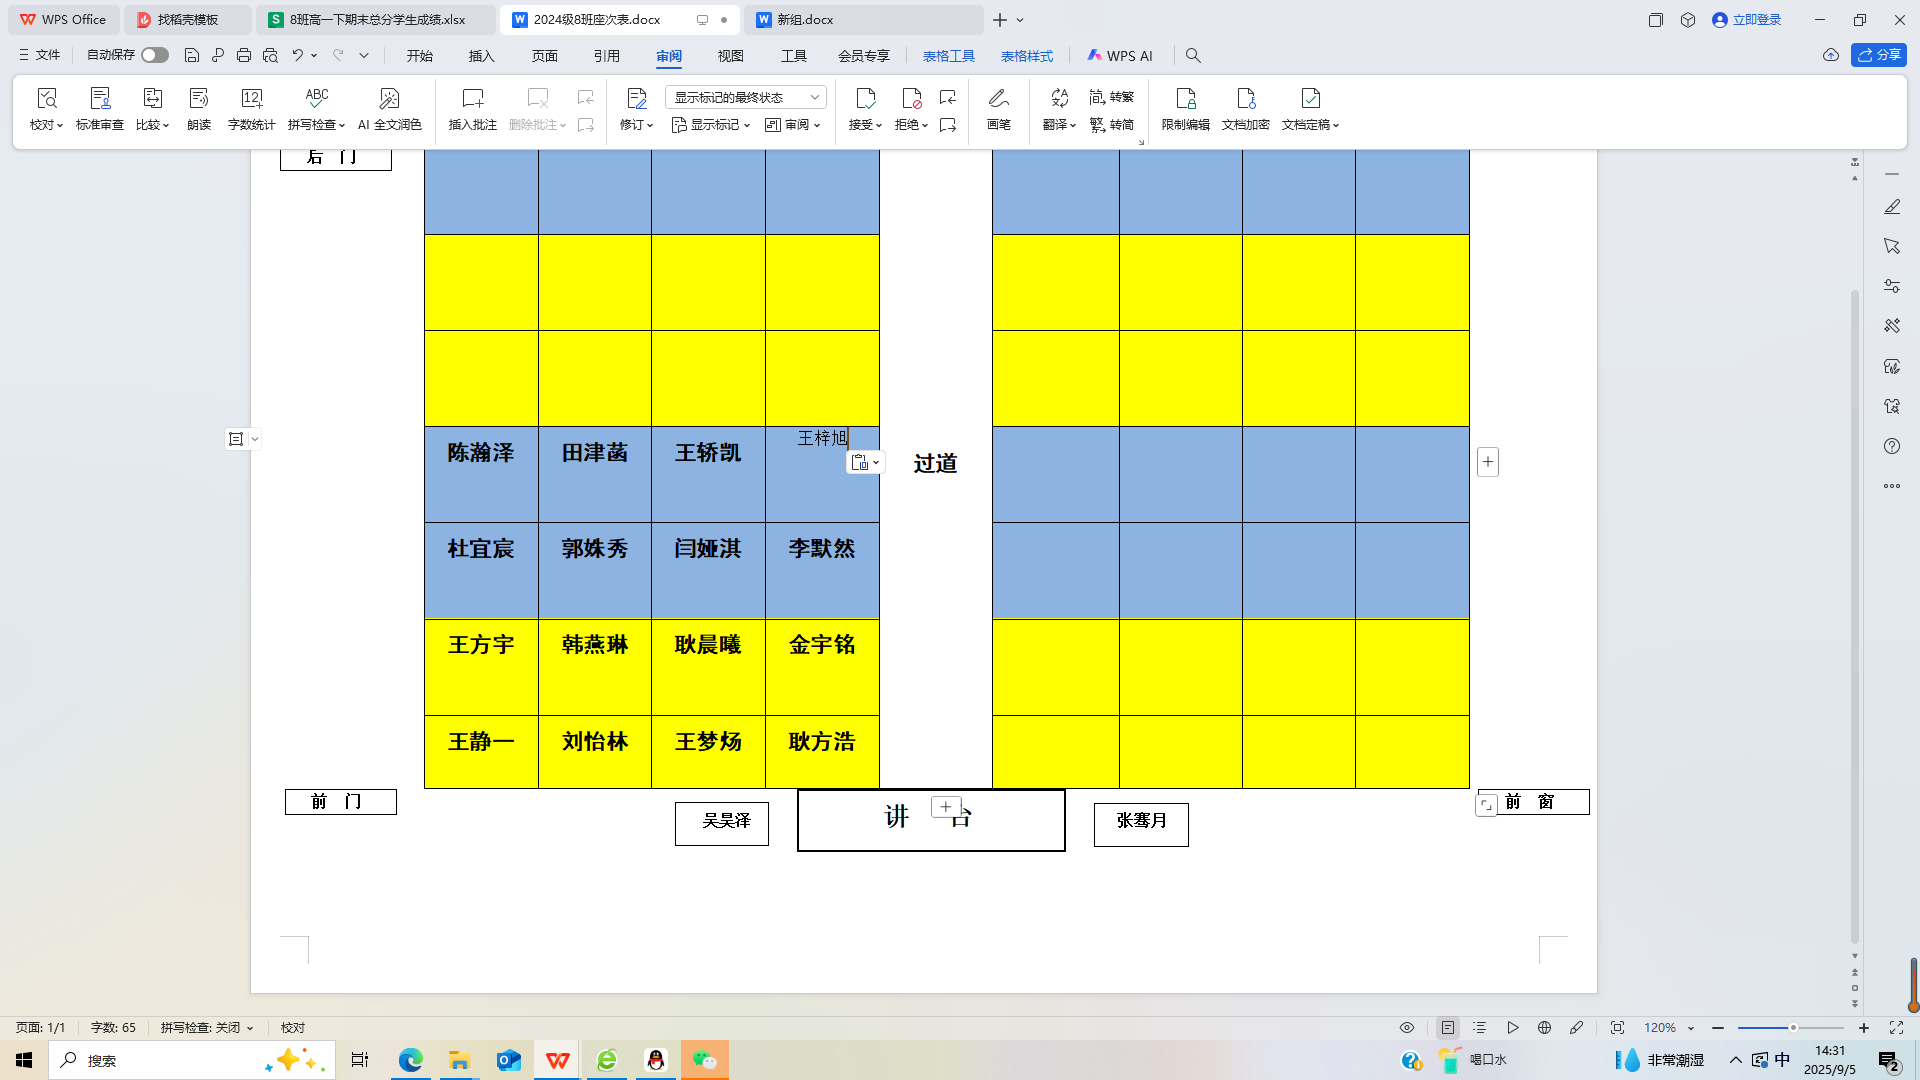 WPS Office
找稻壳模板
8班高一下期末总分学生成绩.xlsx
2024级8班座次表.docx
新组.docx
立即登录
文件
自动保存
开始
插入
页面
引用
审阅
视图
工具
会员专享
表格工具
表格样式
WPS AI
分享
校对
标准审查
比较
朗读
字数统计
拼写检查
AI 全文润色
插入批注
删除批注
修订
显示标记的最终状态
显示标记
审阅
接受
拒绝
画笔
翻译
简 转繁
繁 转简
限制编辑
文档加密
文档定稿
后 门
陈瀚泽 田津菡 王轿凯 王梓旭
过道
杜宜宸 郭姝秀 闫娅淇 李默然
王方宇 韩燕琳 耿晨曦 金宇铭
王静一 刘怡林 王梦炀 耿方浩
前 门
吴昊泽
讲 台
张骞月
前 窗
页面: 1/1
字数: 65
拼写检查: 关闭
校对
120%
搜索
喝口水
非常潮湿
中
14:31
2025/9/5
2